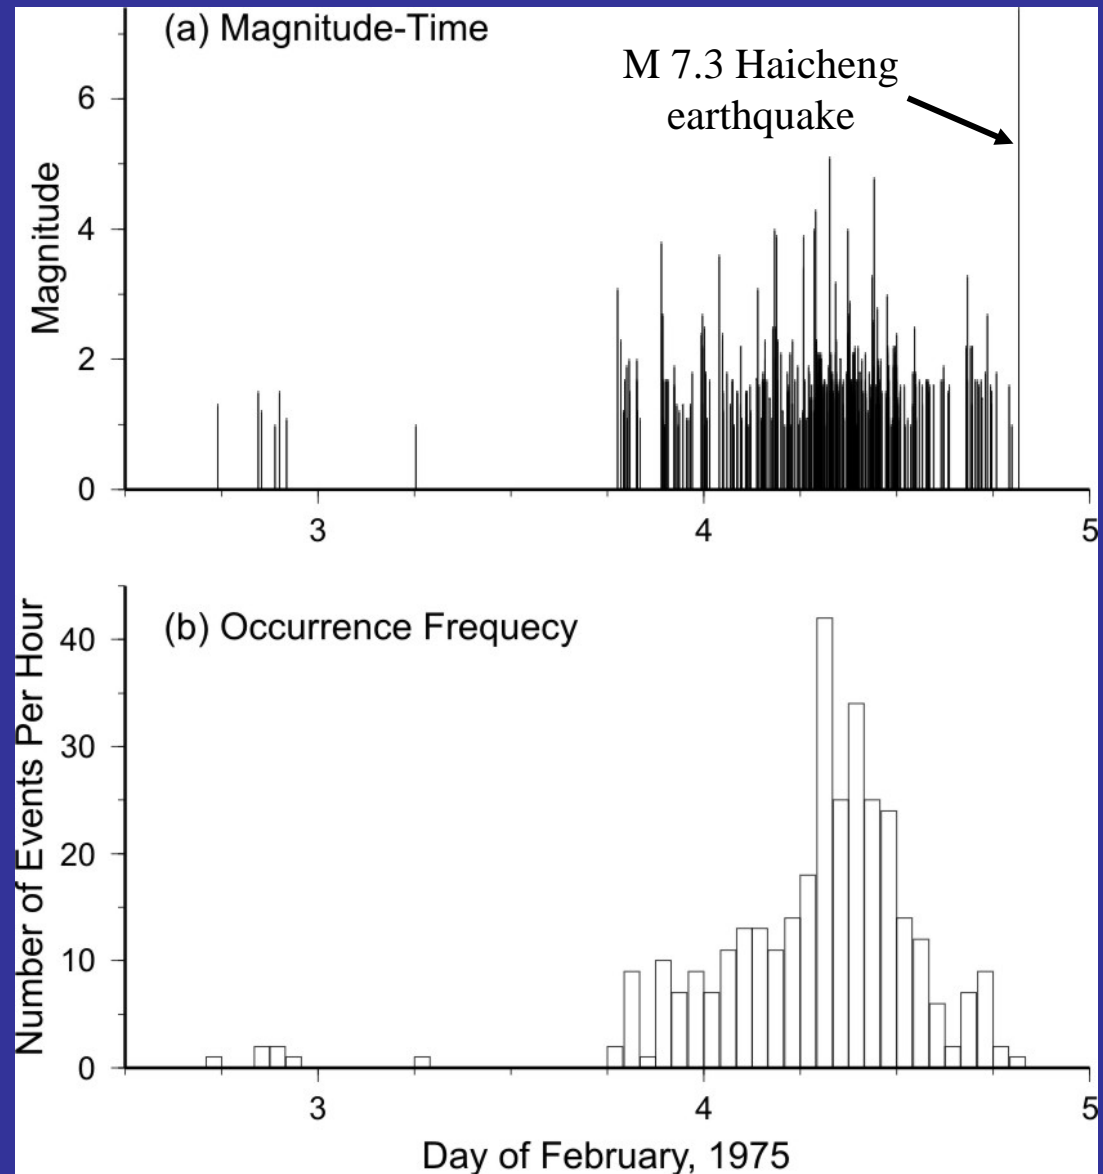 (a) Magnitude-Time
M 7.3 Haicheng
earthquake
Magnitude
6
4
2
0
3
4
5
(b) Occurrence Frequecy
Number of Events Per Hour
40
30
20
10
0
3
4
5
Day of February, 1975